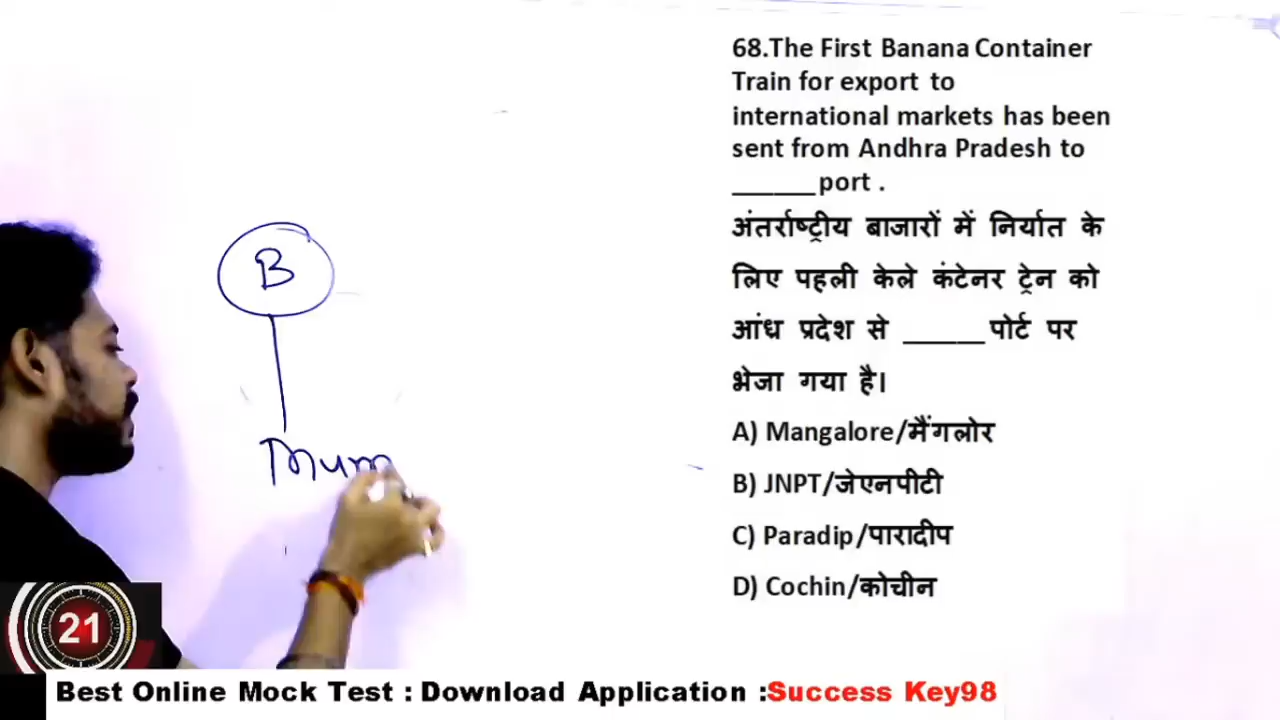 68.The First Banana Container
Train for export to
international markets has been
sent from Andhra Pradesh to
______port .
अंतर्राष्ट्रीय बाजारों में निर्यात के
लिए पहली केले कंटेनर ट्रेन को
आंध्र प्रदेश से ______पोर्ट पर
भेजा गया है।
A) Mangalore/मैंगलोर
B) JNPT/जेएनपीटी
C) Paradip/पारादीप
D) Cochin/कोचीन
B
Mum
21
Best Online Mock Test : Download Application :Success Key98